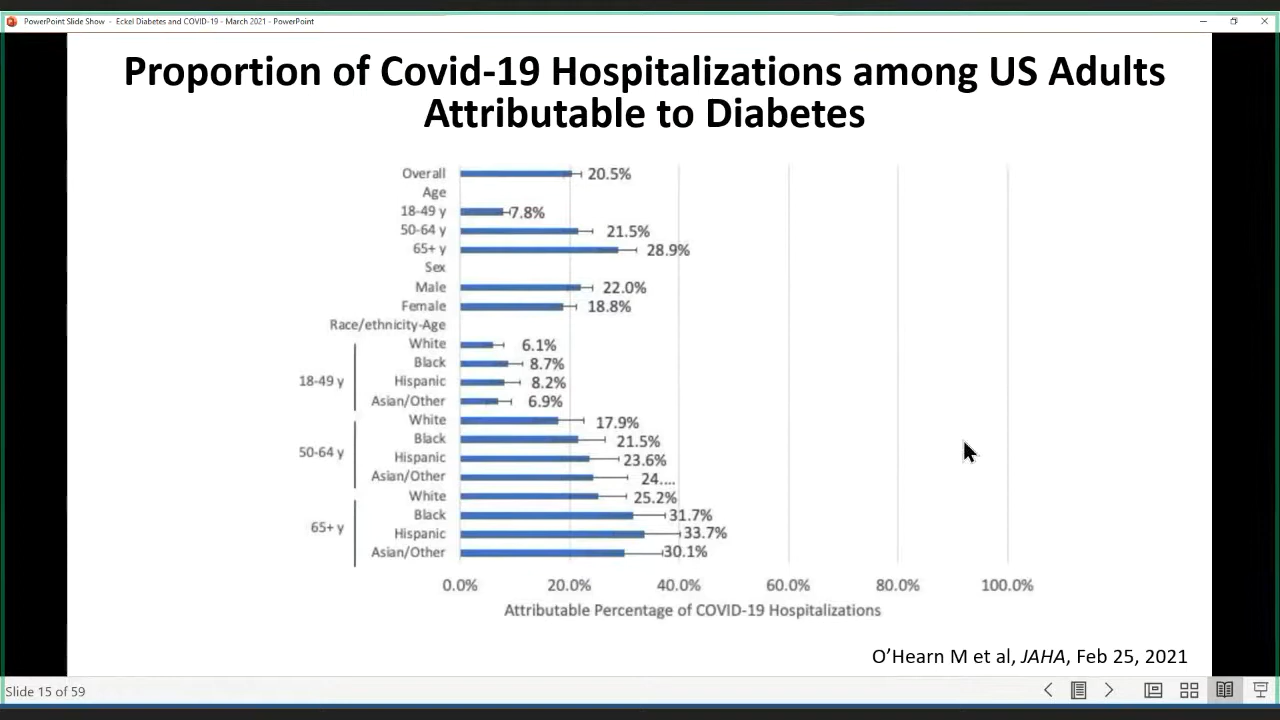 PowerPoint Slide Show - Eckel Diabetes and COVID-19 - March 2021 - PowerPoint
Proportion of Covid-19 Hospitalizations among US Adults
Attributable to Diabetes
Overall 20.5%
Age
18-49 y 7.8%
50-64 y 21.5%
65+ y 28.9%
Sex
Male 22.0%
Female 18.8%
Race/ethnicity-Age
18-49 y
White 6.1%
Black 8.7%
Hispanic 8.2%
Asian/Other 6.9%
50-64 y
White 17.9%
Black 21.5%
Hispanic 23.6%
Asian/Other 24....
65+ y
White 25.2%
Black 31.7%
Hispanic 33.7%
Asian/Other 30.1%
0.0% 20.0% 40.0% 60.0% 80.0% 100.0%
Attributable Percentage of COVID-19 Hospitalizations
O'Hearn M et al, JAHA, Feb 25, 2021
Slide 15 of 59